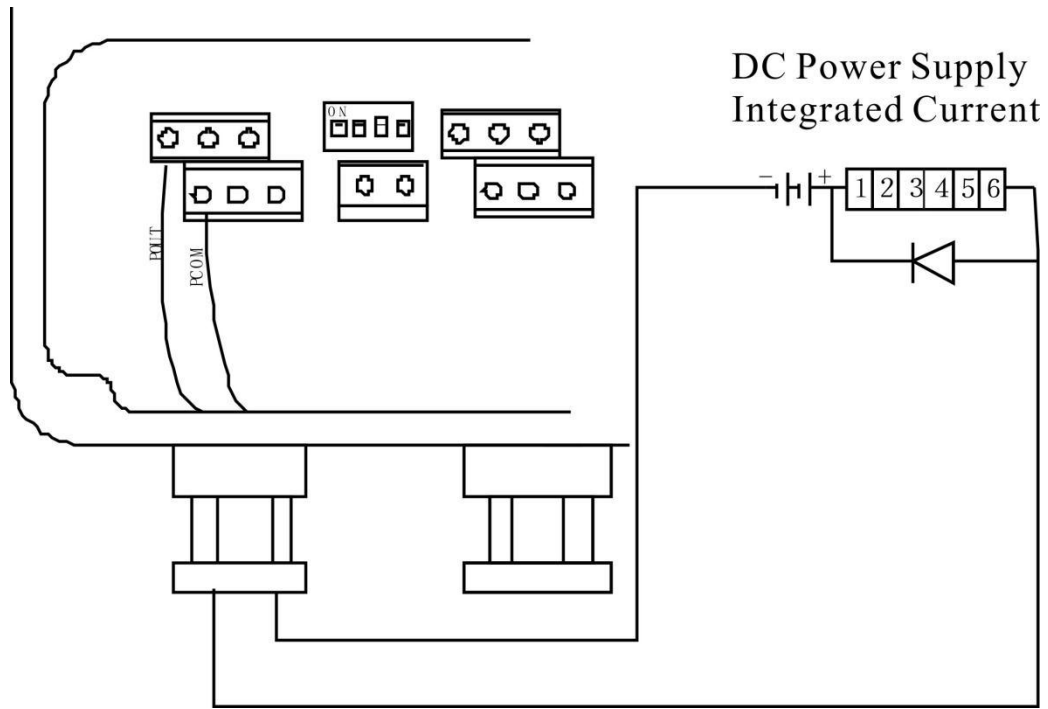 DC Power Supply
Integrated Current
ON
- +
1 2 3 4 5 6
POUT
PCOM